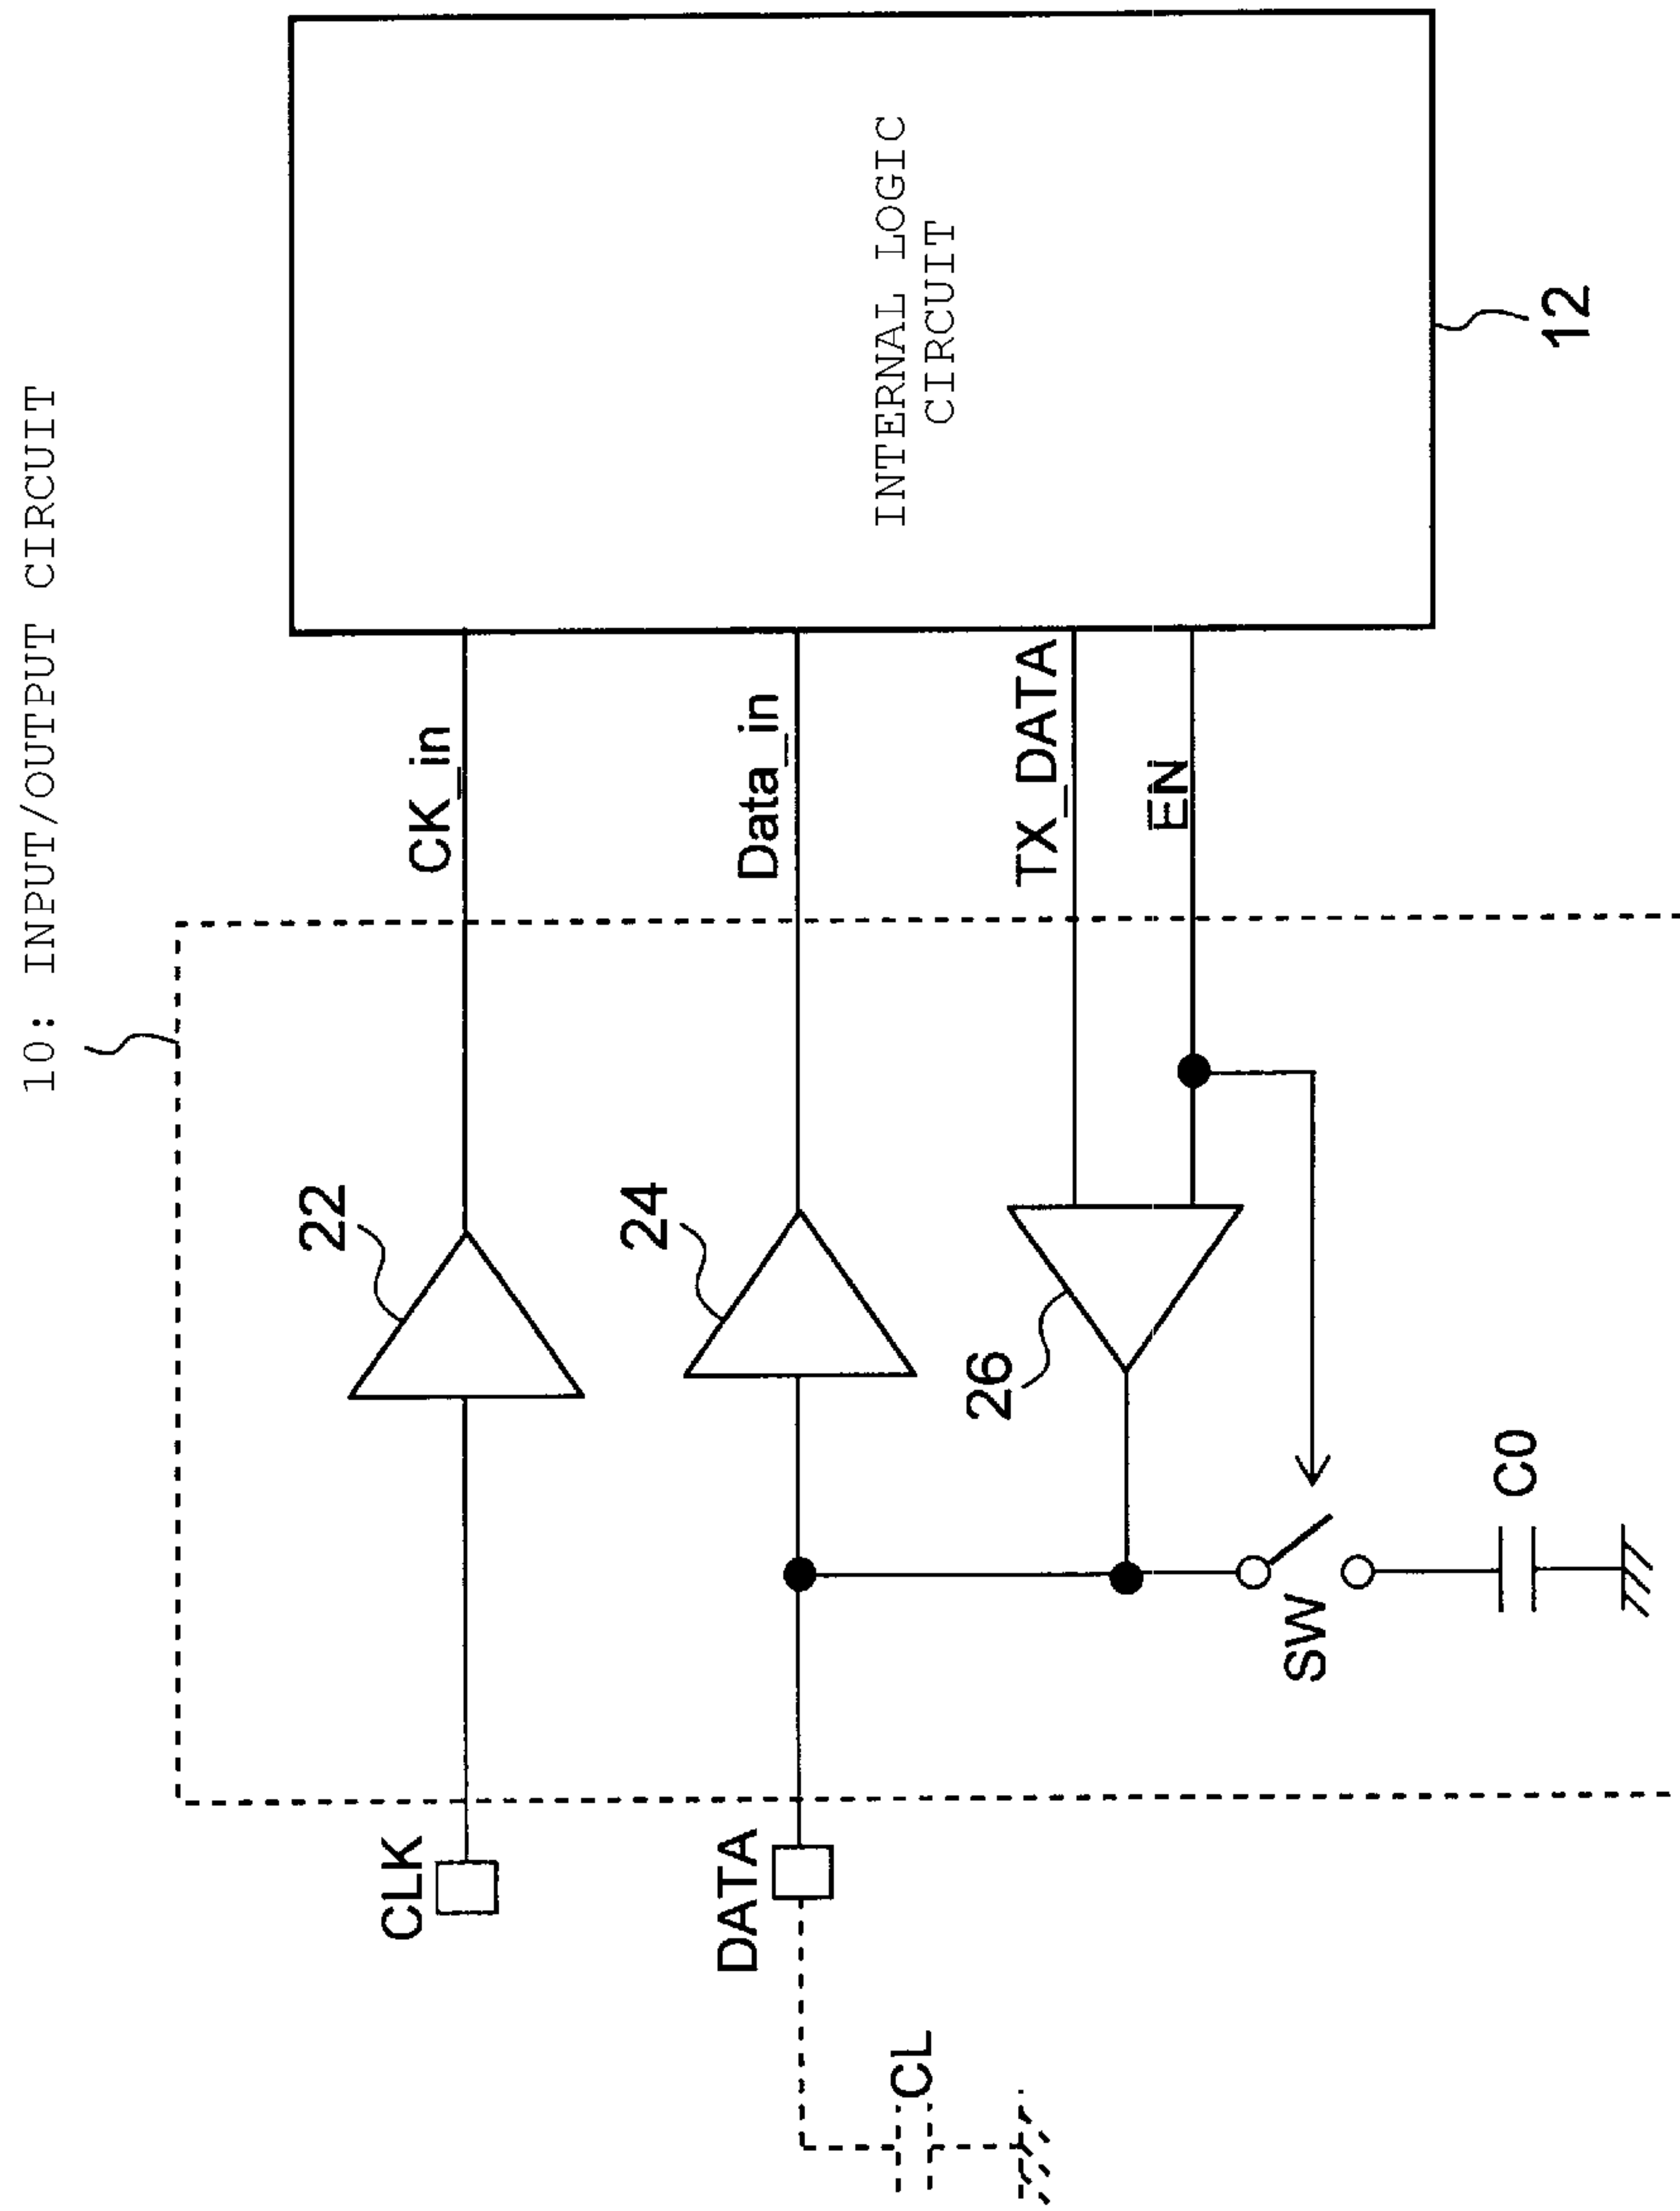 10: INPUT/OUTPUT CIRCUIT
CLK
22
CK_in
DATA
24
Data_in
INTERNAL LOGIC
CIRCUIT
CL
26
TX_DATA
EN
SW
C0
12